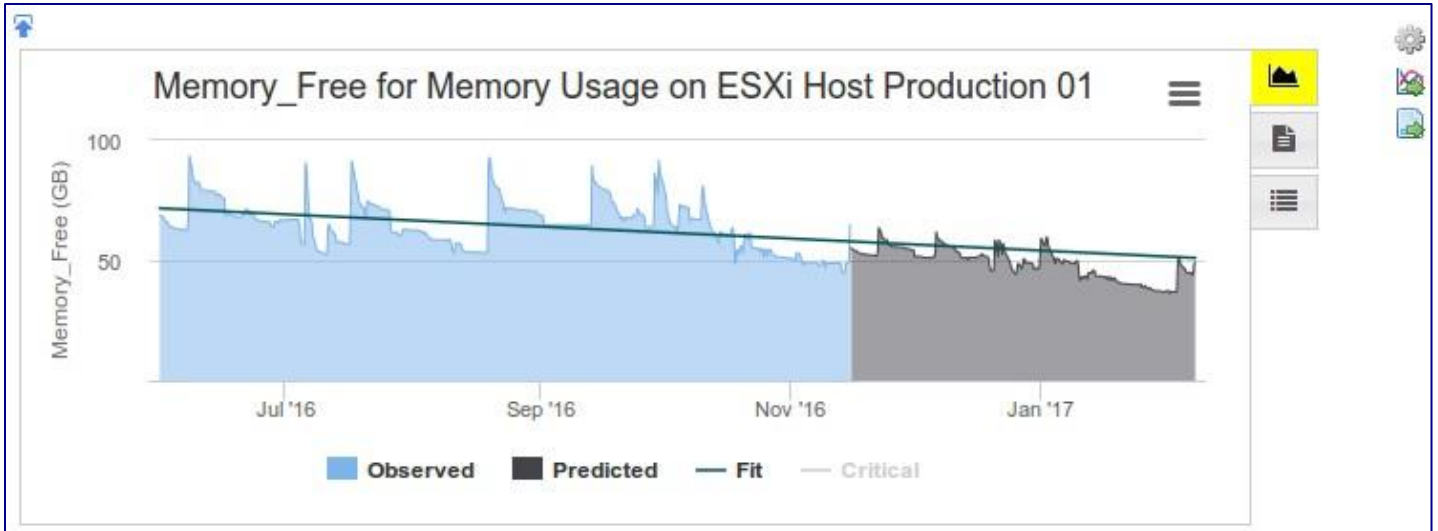 Memory_Free for Memory Usage on ESXi Host Production 01
Memory_Free (GB)
100
50
Jul '16
Sep '16
Nov '16
Jan '17
Observed
Predicted
Fit
Critical